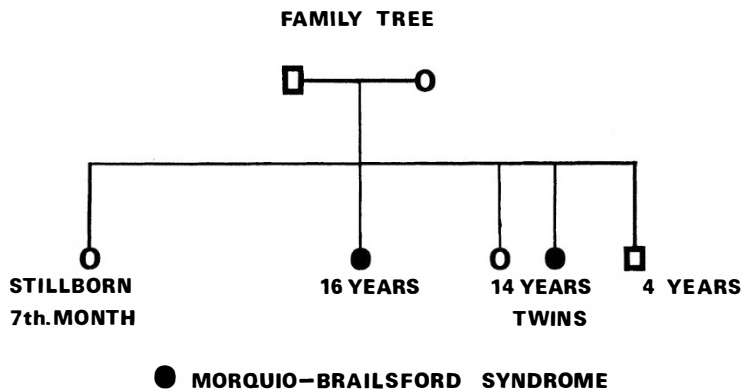 FAMILY TREE
STILLBORN 16 YEARS 14 YEARS 4 YEARS
7th. MONTH TWINS
MORQUIO-BRAILSFORD SYNDROME